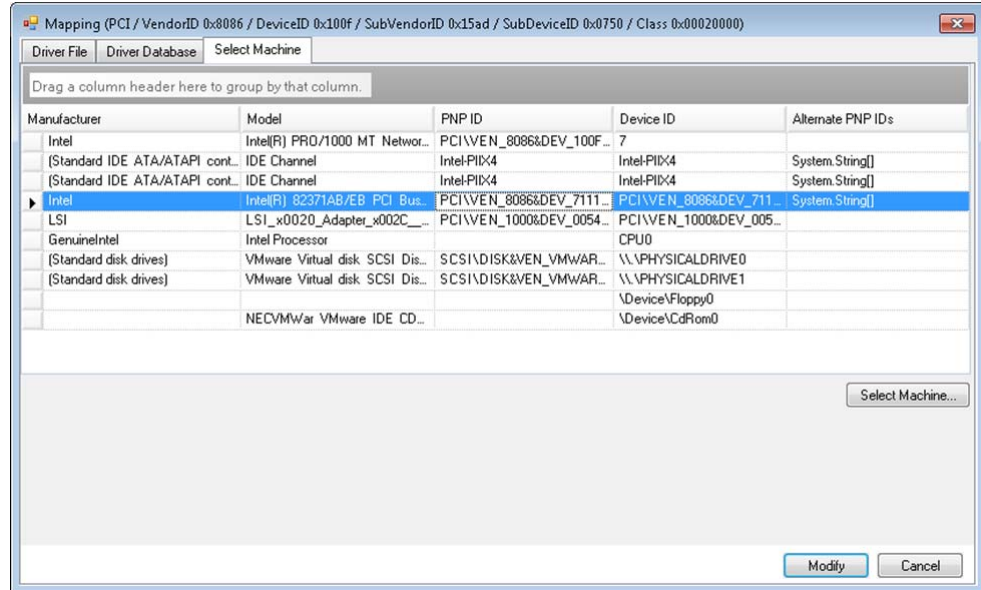 Mapping (PCI / VendorID 0x8086 / DeviceID 0x100f / SubVendorID 0x15ad / SubDeviceID 0x0750 / Class 0x00020000)
Driver File Driver Database Select Machine
Drag a column header here to group by that column.
Manufacturer Model PNP ID Device ID Alternate PNP IDs
Intel Intel(R) PRO/1000 MT Networ... PCI\VEN_8086&DEV_100F... 7
(Standard IDE ATA/ATAPI cont... IDE Channel Intel-PIIX4 Intel-PIIX4 System.String[]
(Standard IDE ATA/ATAPI cont... IDE Channel Intel-PIIX4 Intel-PIIX4 System.String[]
Intel Intel(R) 82371AB/EB PCI Bus... PCI\VEN_8086&DEV_7111... PCI\VEN_8086&DEV_711... System.String[]
LSI LSI_x0020_Adapter_x002C__... PCI\VEN_1000&DEV_0054... PCI\VEN_1000&DEV_005...
GenuineIntel Intel Processor CPU0
(Standard disk drives) VMware Virtual disk SCSI Dis... SCSI\DISK&VEN_VMWAR... \\.\PHYSICALDRIVE0
(Standard disk drives) VMware Virtual disk SCSI Dis... SCSI\DISK&VEN_VMWAR... \\.\PHYSICALDRIVE1
\Device\Floppy0
NECVMWar VMware IDE CD... \Device\CdRom0
Select Machine...
Modify Cancel